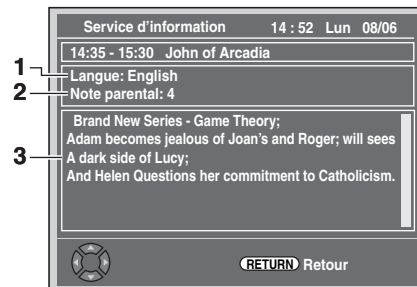 Service d'information 14 : 52 Lun 08/06
14:35 - 15:30 John of Arcadia
1
Langue: English
2
Note parental: 4
Brand New Series - Game Theory;
Adam becomes jealous of Joan's and Roger; will sees
3
A dark side of Lucy;
And Helen Questions her commitment to Catholicism.
RETURN Retour